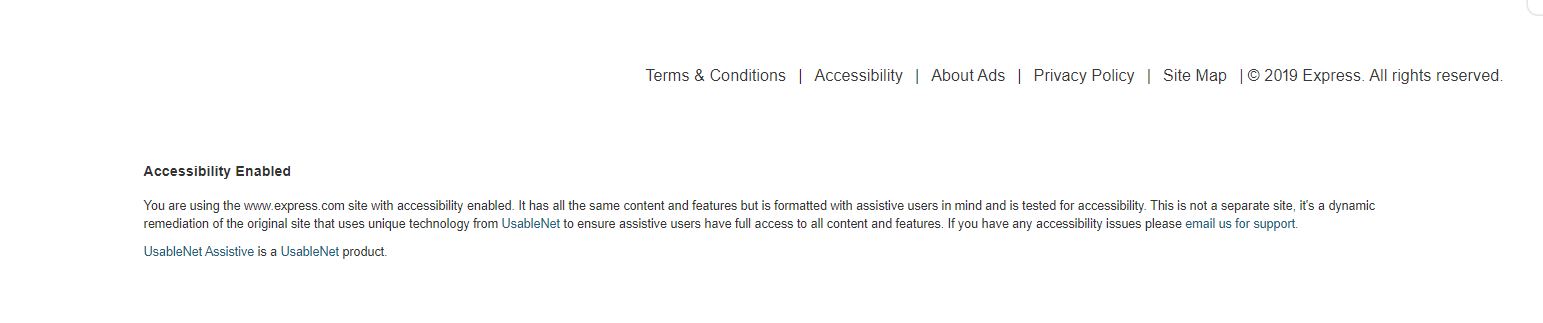 Terms & Conditions | Accessibility | About Ads | Privacy Policy | Site Map | © 2019 Express. All rights reserved.
Accessibility Enabled
You are using the www.express.com site with accessibility enabled. It has all the same content and features but is formatted with assistive users in mind and is tested for accessibility. This is not a separate site, it's a dynamic
remediation of the original site that uses unique technology from UsableNet to ensure assistive users have full access to all content and features. If you have any accessibility issues please email us for support.
UsableNet Assistive is a UsableNet product.